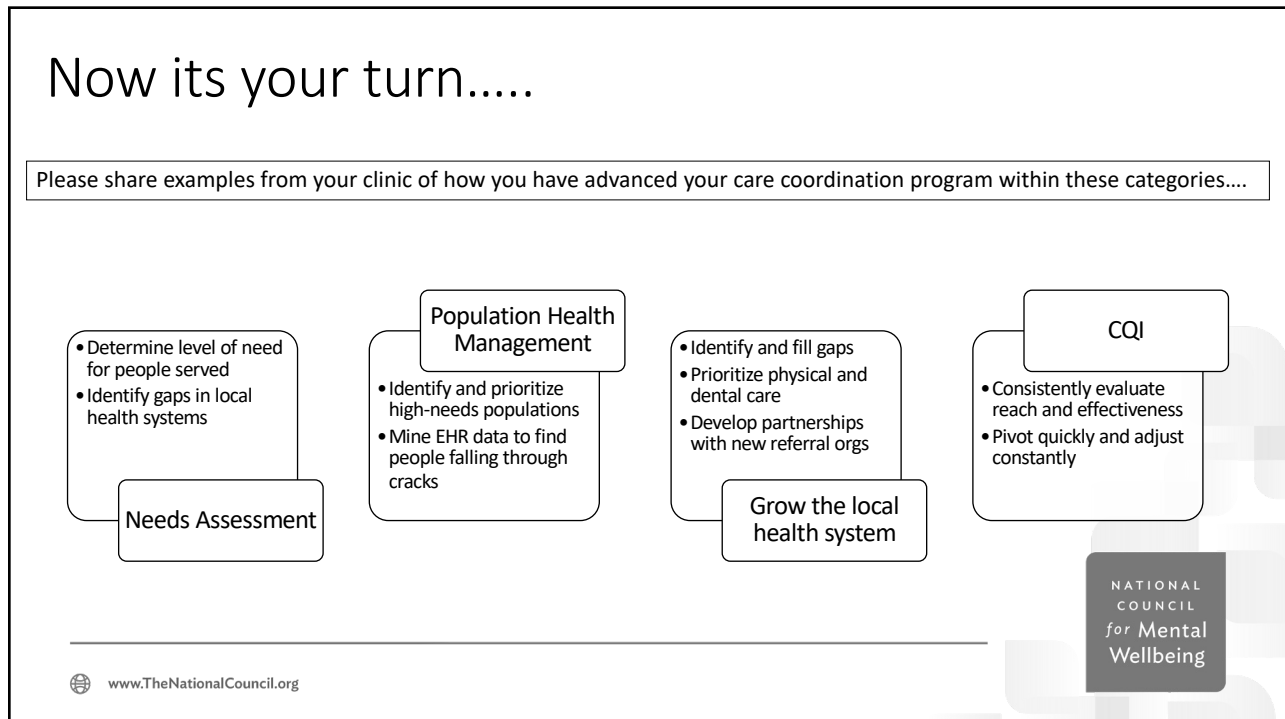 Now its your turn.....
Please share examples from your clinic of how you have advanced your care coordination program within these categories....
• Determine level of need
for people served
• Identify gaps in local
health systems
Needs Assessment
Population Health
Management
• Identify and prioritize
high-needs populations
• Mine EHR data to find
people falling through
cracks
• Identify and fill gaps
• Prioritize physical and
dental care
• Develop partnerships
with new referral orgs
Grow the local
health system
CQI
• Consistently evaluate
reach and effectiveness
• Pivot quickly and adjust
constantly
NATIONAL
COUNCIL
for Mental
Wellbeing
www.TheNationalCouncil.org